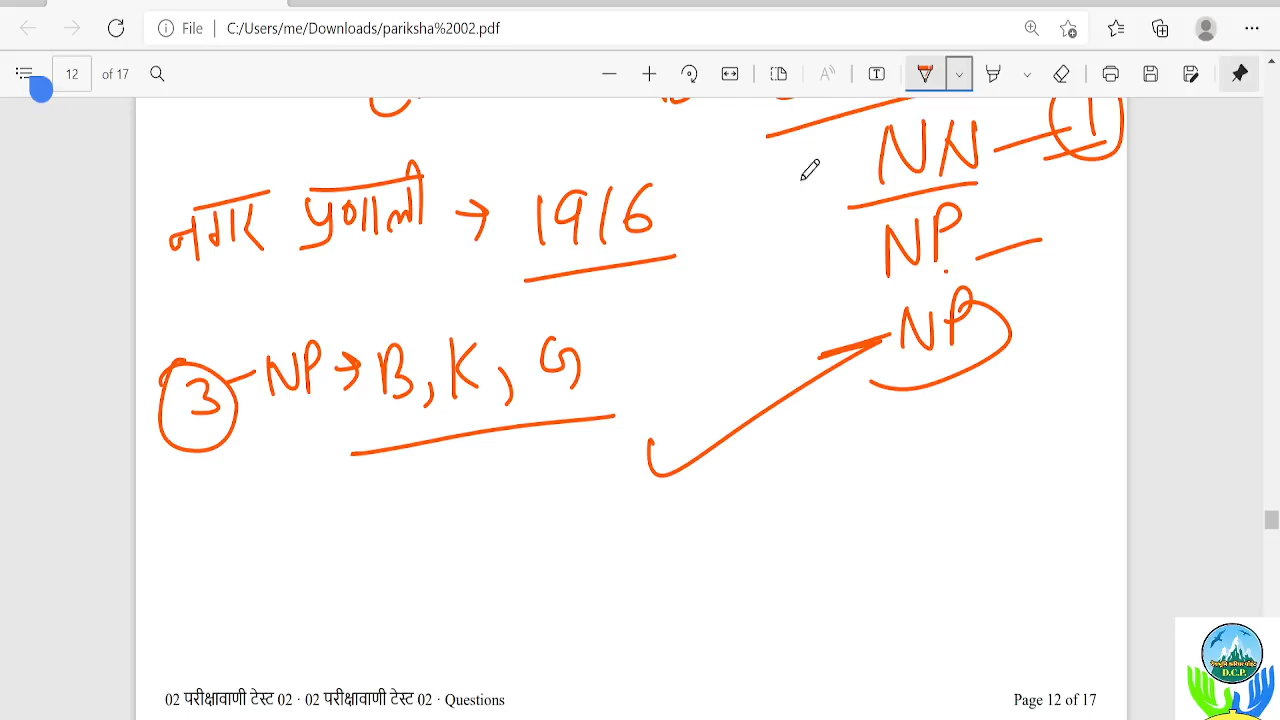 File | C:/Users/me/Downloads/pariksha%2002.pdf
12 of 17
1
NN —
नगर प्रणाली → 1916
NP —
NP
3 - NP → B, K, G
02 परीक्षावाणी टेस्ट 02 · 02 परीक्षावाणी टेस्ट 02 · Questions
Page 12 of 17
D.C.P.